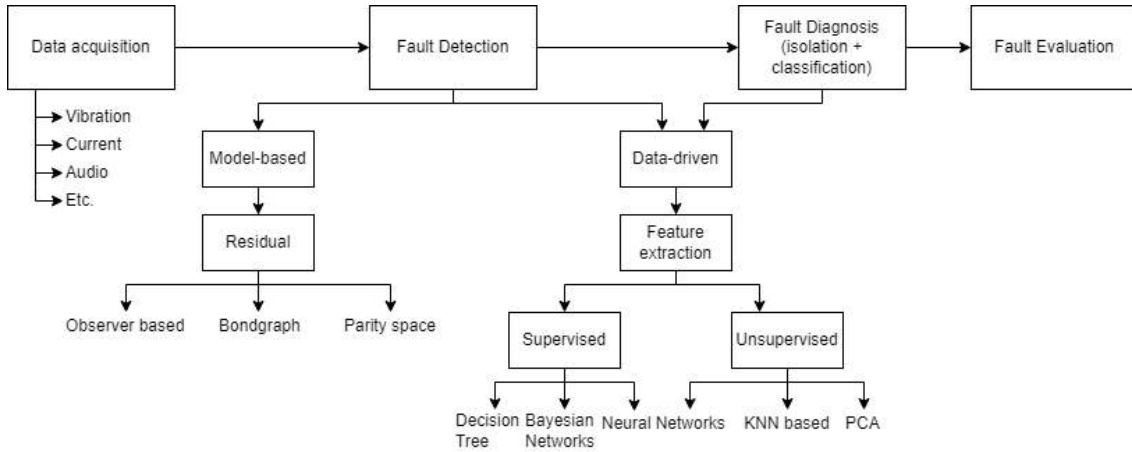 Data acquisition
Fault Detection
Fault Diagnosis
(isolation +
classification)
Fault Evaluation
Vibration
Current
Audio
Etc.
Model-based
Data-driven
Residual
Feature
extraction
Observer based
Bondgraph
Parity space
Supervised
Unsupervised
Decision
Tree
Bayesian
Networks
Neural Networks
KNN based
PCA